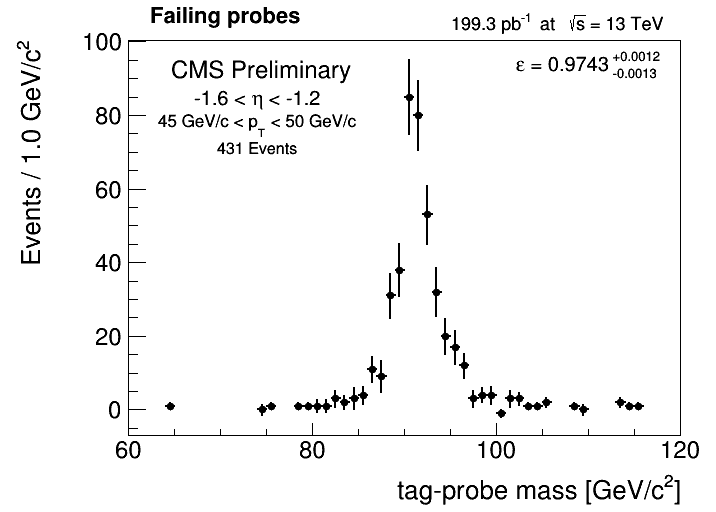 Failing probes
199.3 pb⁻¹ at √s = 13 TeV
CMS Preliminary
-1.6 < η < -1.2
45 GeV/c < p_T < 50 GeV/c
431 Events
ε = 0.9743 +0.0012 -0.0013
Events / 1.0 GeV/c²
100
80
60
40
20
0
60 80 100 120
tag-probe mass [GeV/c²]